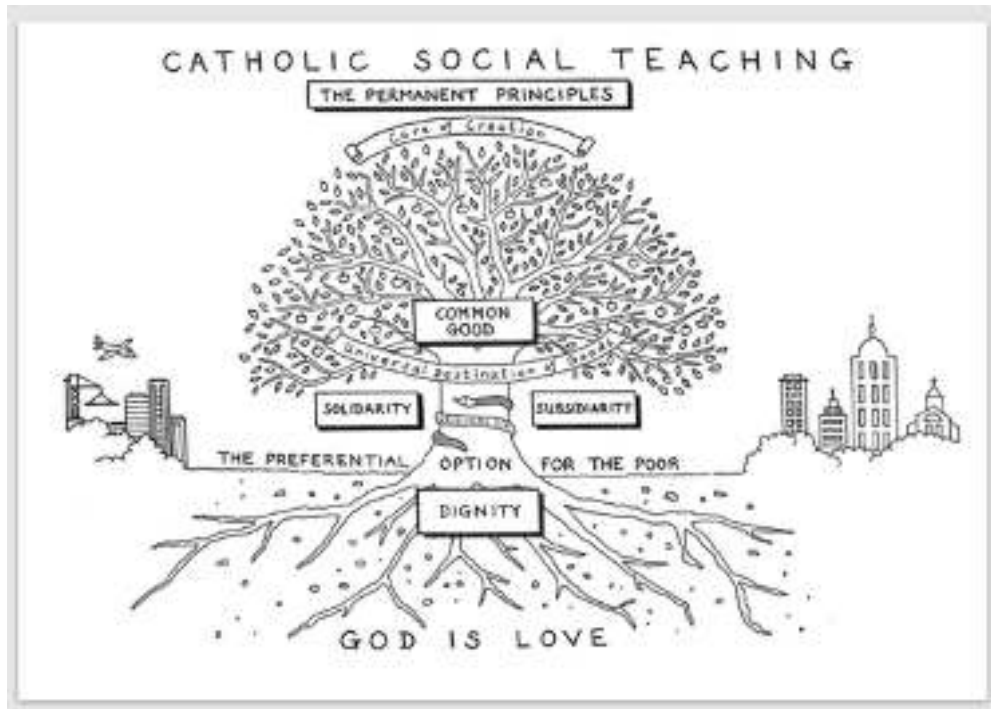 CATHOLIC SOCIAL TEACHING
THE PERMANENT PRINCIPLES
Care of Creation
COMMON
GOOD
Universal Destination of Goods
SOLIDARITY
SUBSIDIARITY
THE PREFERENTIAL OPTION FOR THE POOR
DIGNITY
GOD IS LOVE